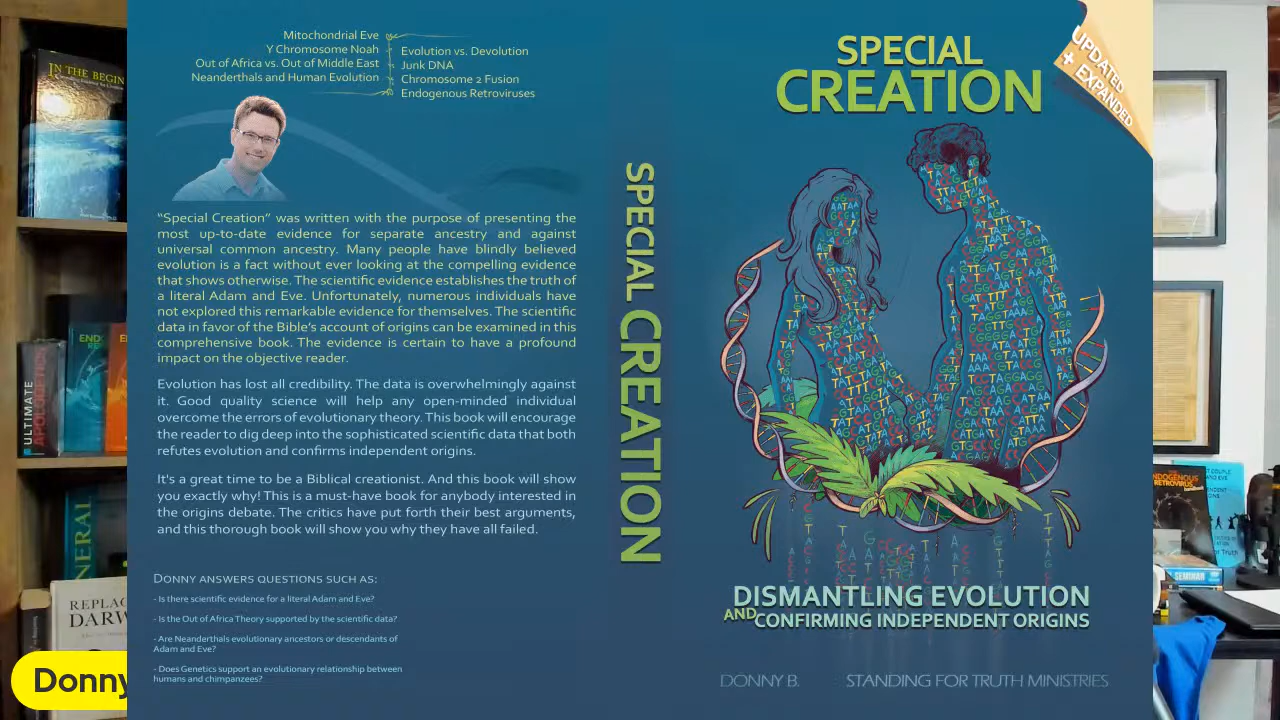 Mitochondrial Eve
Y Chromosome Noah
Out of Africa vs. Out of Middle East
Neanderthals and Human Evolution
Evolution vs. Devolution
Junk DNA
Chromosome 2 Fusion
Endogenous Retroviruses
"Special Creation" was written with the purpose of presenting the
most up-to-date evidence for separate ancestry and against
universal common ancestry. Many people have blindly believed
evolution is a fact without ever looking at the compelling evidence
that shows otherwise. The scientific evidence establishes the truth of
a literal Adam and Eve. Unfortunately, numerous individuals have
not explored this remarkable evidence for themselves. The scientific
data in favor of the Bible's account of origins can be examined in this
comprehensive book. The evidence is certain to have a profound
impact on the objective reader.
Evolution has lost all credibility. The data is overwhelmingly against
it. Good quality science will help any open-minded individual
overcome the errors of evolutionary theory. This book will encourage
the reader to dig deep into the sophisticated scientific data that both
refutes evolution and confirms independent origins.
It's a great time to be a Biblical creationist. And this book will show
you exactly why! This is a must-have book for anybody interested in
the origins debate. The critics have put forth their best arguments,
and this thorough book will show you why they have all failed.
Donny answers questions such as:
- Is there scientific evidence for a literal Adam and Eve?
- Is the Out of Africa Theory supported by the scientific data?
- Are Neanderthals evolutionary ancestors or descendants of
Adam and Eve?
- Does Genetics support an evolutionary relationship between
humans and chimpanzees?
SPECIAL CREATION
SPECIAL
CREATION
UPDATED
+ EXPANDED
DISMANTLING EVOLUTION
AND CONFIRMING INDEPENDENT ORIGINS
DONNY B. STANDING FOR TRUTH MINISTRIES
IN THE BEGIN
ULTIMATE
APOLOGETICS
END
NERAL
REPLAC
DARW
Donny
ENDOGENOUS
RETROVIRUS
SEMINAR